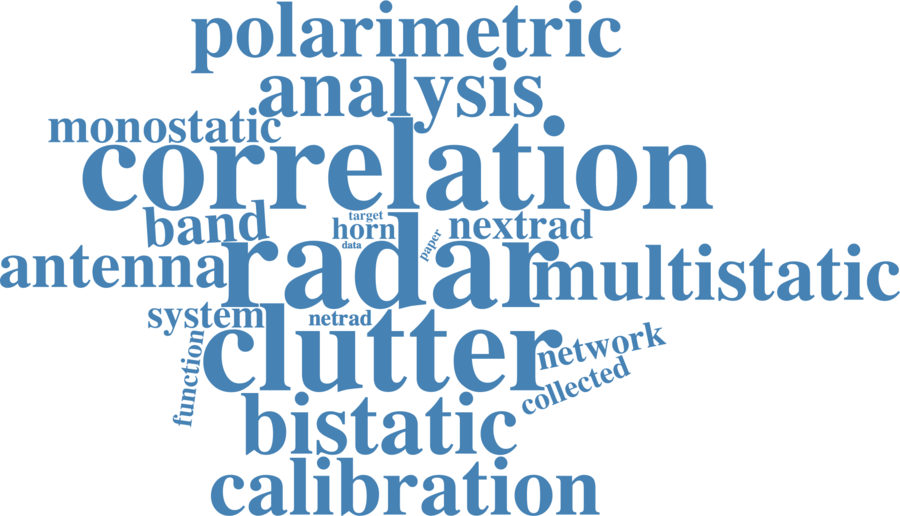 polarimetric
analysis
monostatic
correlation
target
band
horn
nextrad
data
paper
antenna
radar
multistatic
system
netrad
clutter
network
function
collected
bistatic
calibration